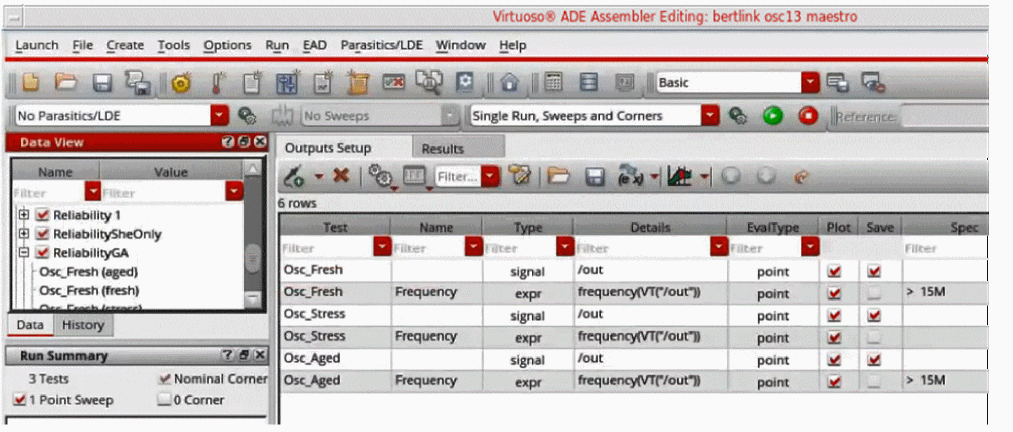 Virtuoso® ADE Assembler Editing: bertlink osc13 maestro
Launch File Create Tools Options Run EAD Parasitics/LDE Window Help
Basic
No Parasitics/LDE No Sweeps Single Run, Sweeps and Corners Reference:
Data View
Name Value
Filter Filter
Reliability 1
ReliabilitySheOnly
ReliabilityGA
Osc_Fresh (aged)
Osc_Fresh (fresh)
Osc_Fresh (stress)
Data History
Run Summary
3 Tests Nominal Corner
1 Point Sweep 0 Corner
Outputs Setup Results
Filter...
6 rows
Test Name Type Details EvalType Plot Save Spec
Filter Filter Filter Filter Filter Filter
Osc_Fresh signal /out point
Osc_Fresh Frequency expr frequency(VT("/out")) point > 15M
Osc_Stress signal /out point
Osc_Stress Frequency expr frequency(VT("/out")) point
Osc_Aged signal /out point
Osc_Aged Frequency expr frequency(VT("/out")) point > 15M